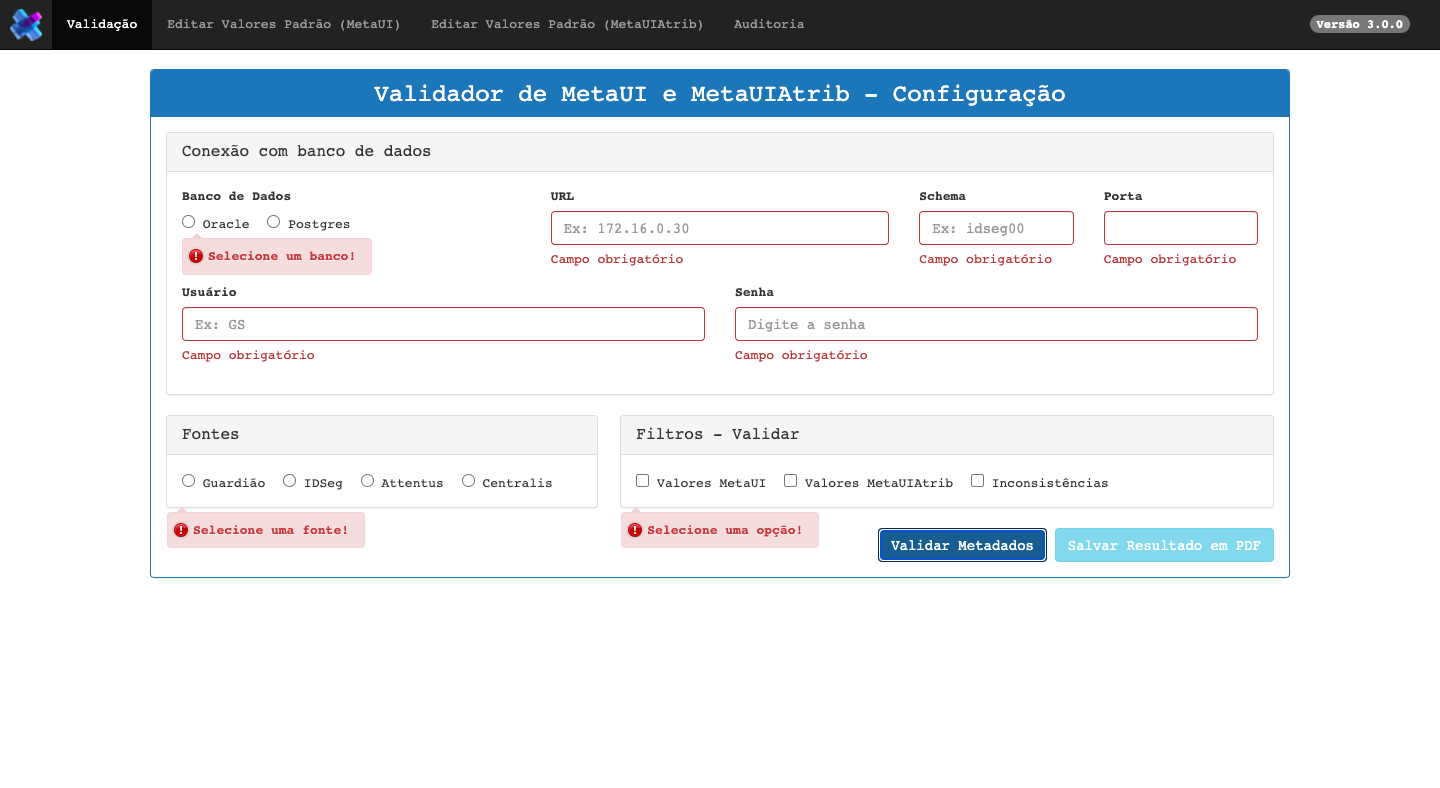 Validação Editar Valores Padrão (MetaUI) Editar Valores Padrão (MetaUIAtrib) Auditoria Versão 3.0.0
Validador de MetaUI e MetaUIAtrib - Configuração
Conexão com banco de dados
Banco de Dados URL Schema Porta
Oracle Postgres Ex: 172.16.0.30 Ex: idseg00
Selecione um banco! Campo obrigatório Campo obrigatório Campo obrigatório
Usuário Senha
Ex: GS Digite a senha
Campo obrigatório Campo obrigatório
Fontes Filtros - Validar
Guardião IDSeg Attentus Centralis Valores MetaUI Valores MetaUIAtrib Inconsistências
Selecione uma fonte! Selecione uma opção!
Validar Metadados Salvar Resultado em PDF